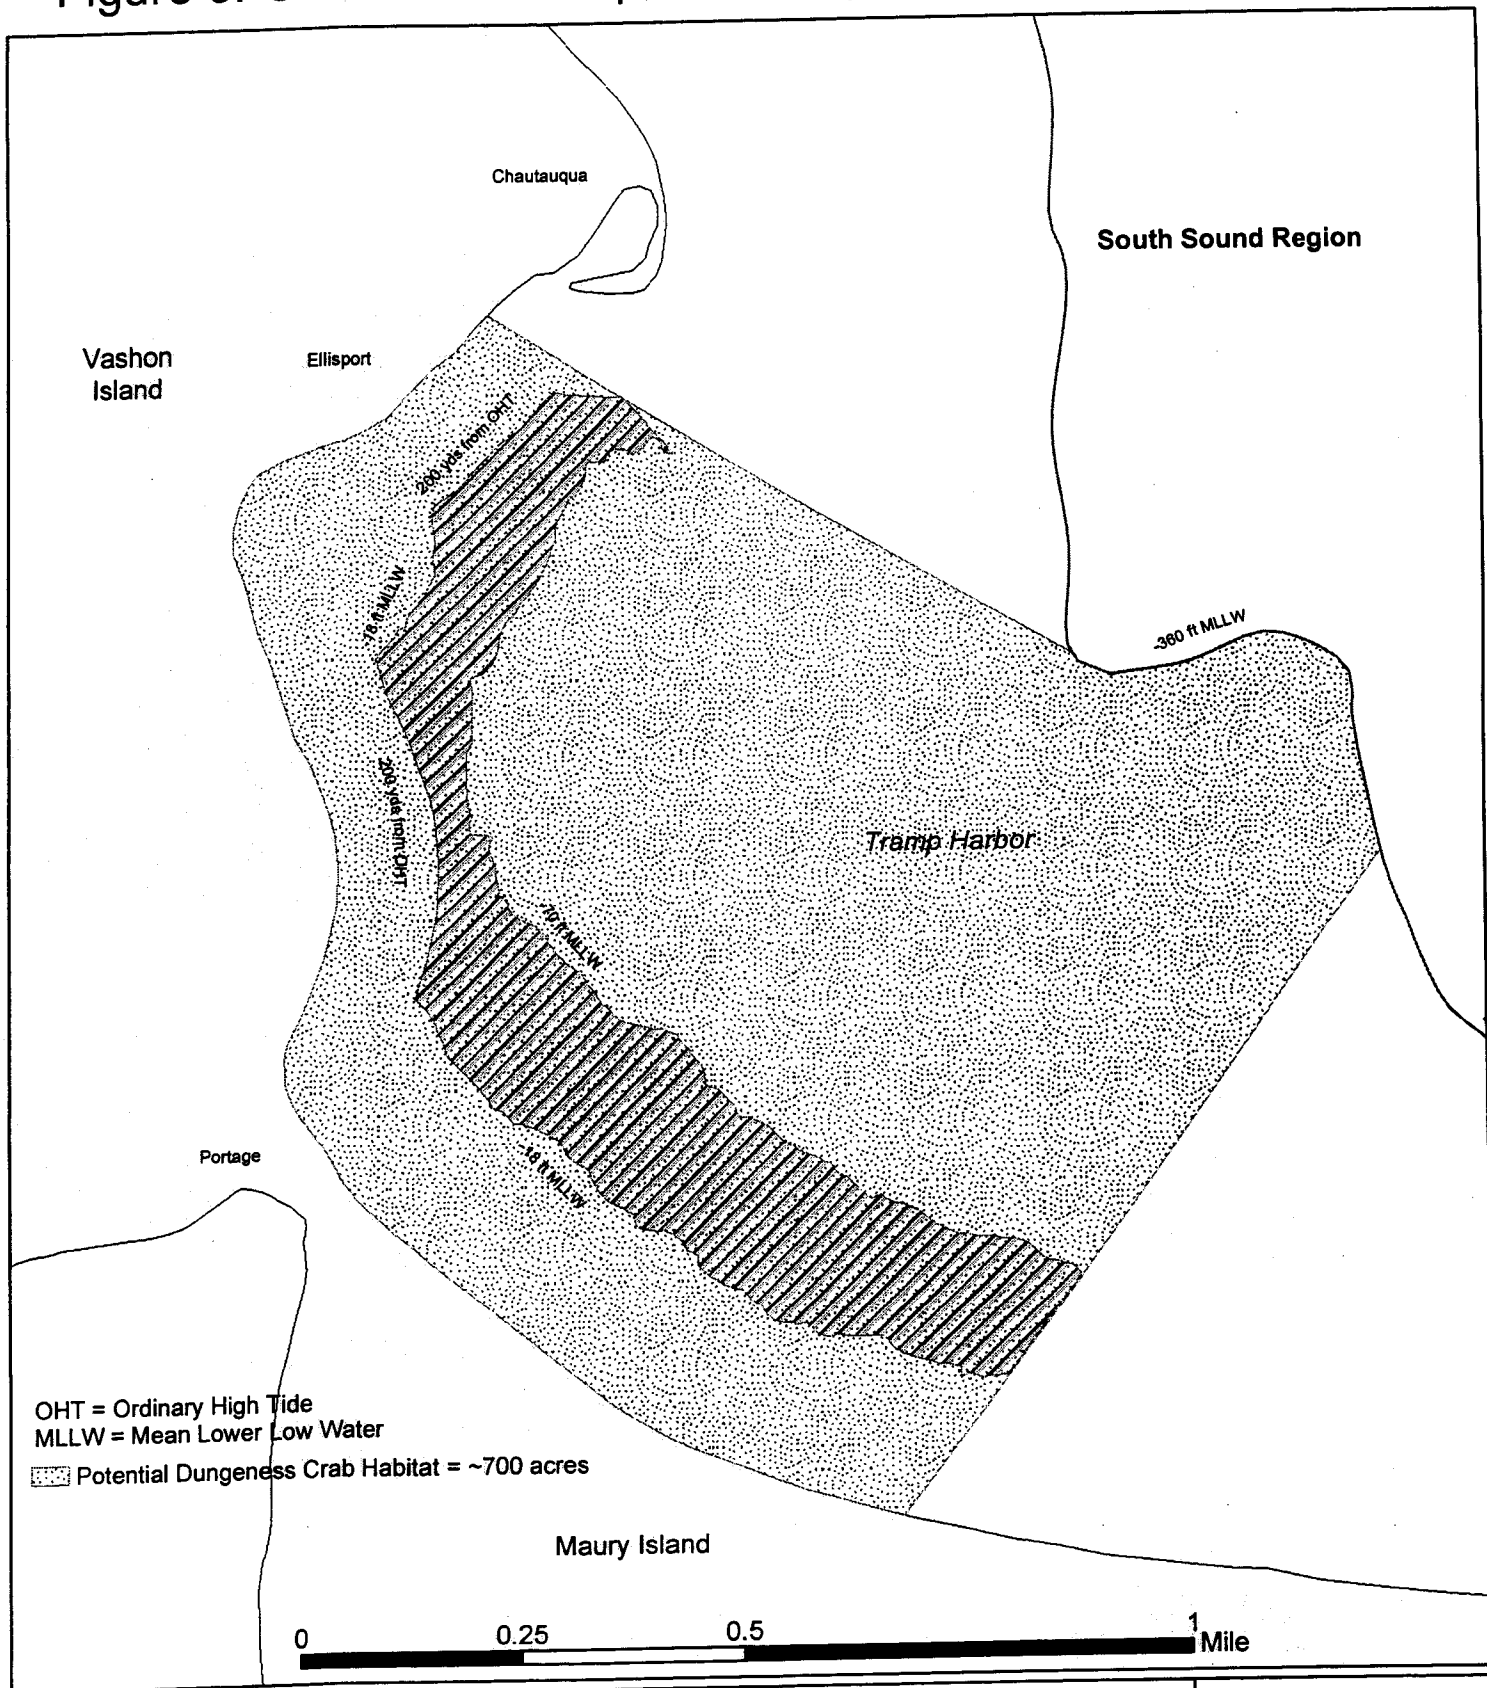 Chautauqua
South Sound Region
Vashon
Island
Ellisport
200 yds from OHT
-18 ft MLLW
-360 ft MLLW
200 yds from OHT
Tramp Harbor
-70 ft MLLW
Portage
-18 ft MLLW
OHT = Ordinary High Tide
MLLW = Mean Lower Low Water
Potential Dungeness Crab Habitat = ~700 acres
Maury Island
0 0.25 0.5 1
Mile